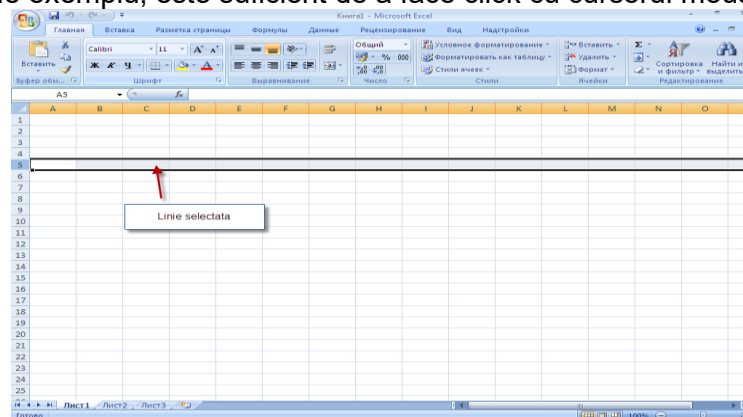 exemplu, este suficient de a face click cu cursorul
Книга1 - Microsoft Excel
Главная Вставка Разметка страницы Формулы Данные Рецензирование Вид Надстройки
Calibri 11 Общий Условное форматирование Вставить Σ
Вставить Ж К Ч % 000 Форматировать как таблицу Удалить Сортировка Найти и
Стили ячеек Формат и фильтр выделить
Буфер обм... Шрифт Выравнивание Число Стили Ячейки Редактирование
A5 fx
A B C D E F G H I J K L M N O
1
2
3
4
5
6
7
8
9
Linie selectata
10
11
12
13
14
15
16
17
18
19
20
21
22
23
24
25
Лист1 Лист2 Лист3
Готово 100%